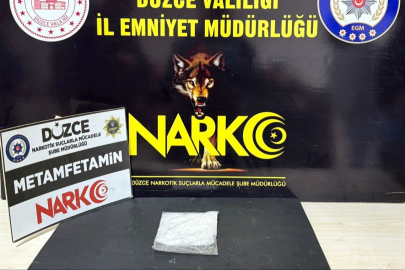 DÜZCE VALİLİĞİ
İL EMNİYET MÜDÜRLÜĞÜ
EGM
NARKO
DÜZCE NARKOTİK SUÇLARLA MÜCADELE ŞUBE MÜDÜRLÜĞÜ
DÜZCE
NARKOTİK SUÇLARLA MÜCADELE
ŞUBE MÜDÜRLÜĞÜ
METAMFETAMİN
NARKO